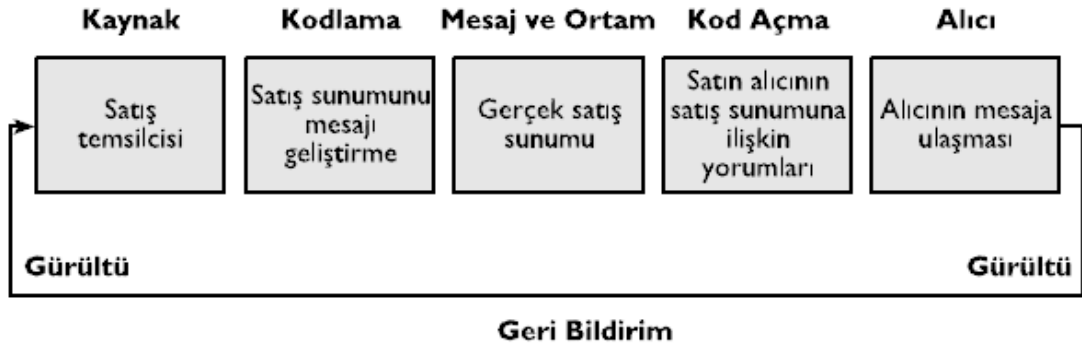 Kaynak
Kodlama
Mesaj ve Ortam
Kod Açma
Alıcı
Satış
temsilcisi
Satış sunumunu
mesajı
geliştirme
Gerçek satış
sunumu
Satın alıcının
satış sunumuna
ilişkin
yorumları
Alıcının mesaja
ulaşması
Gürültü
Gürültü
Geri Bildirim